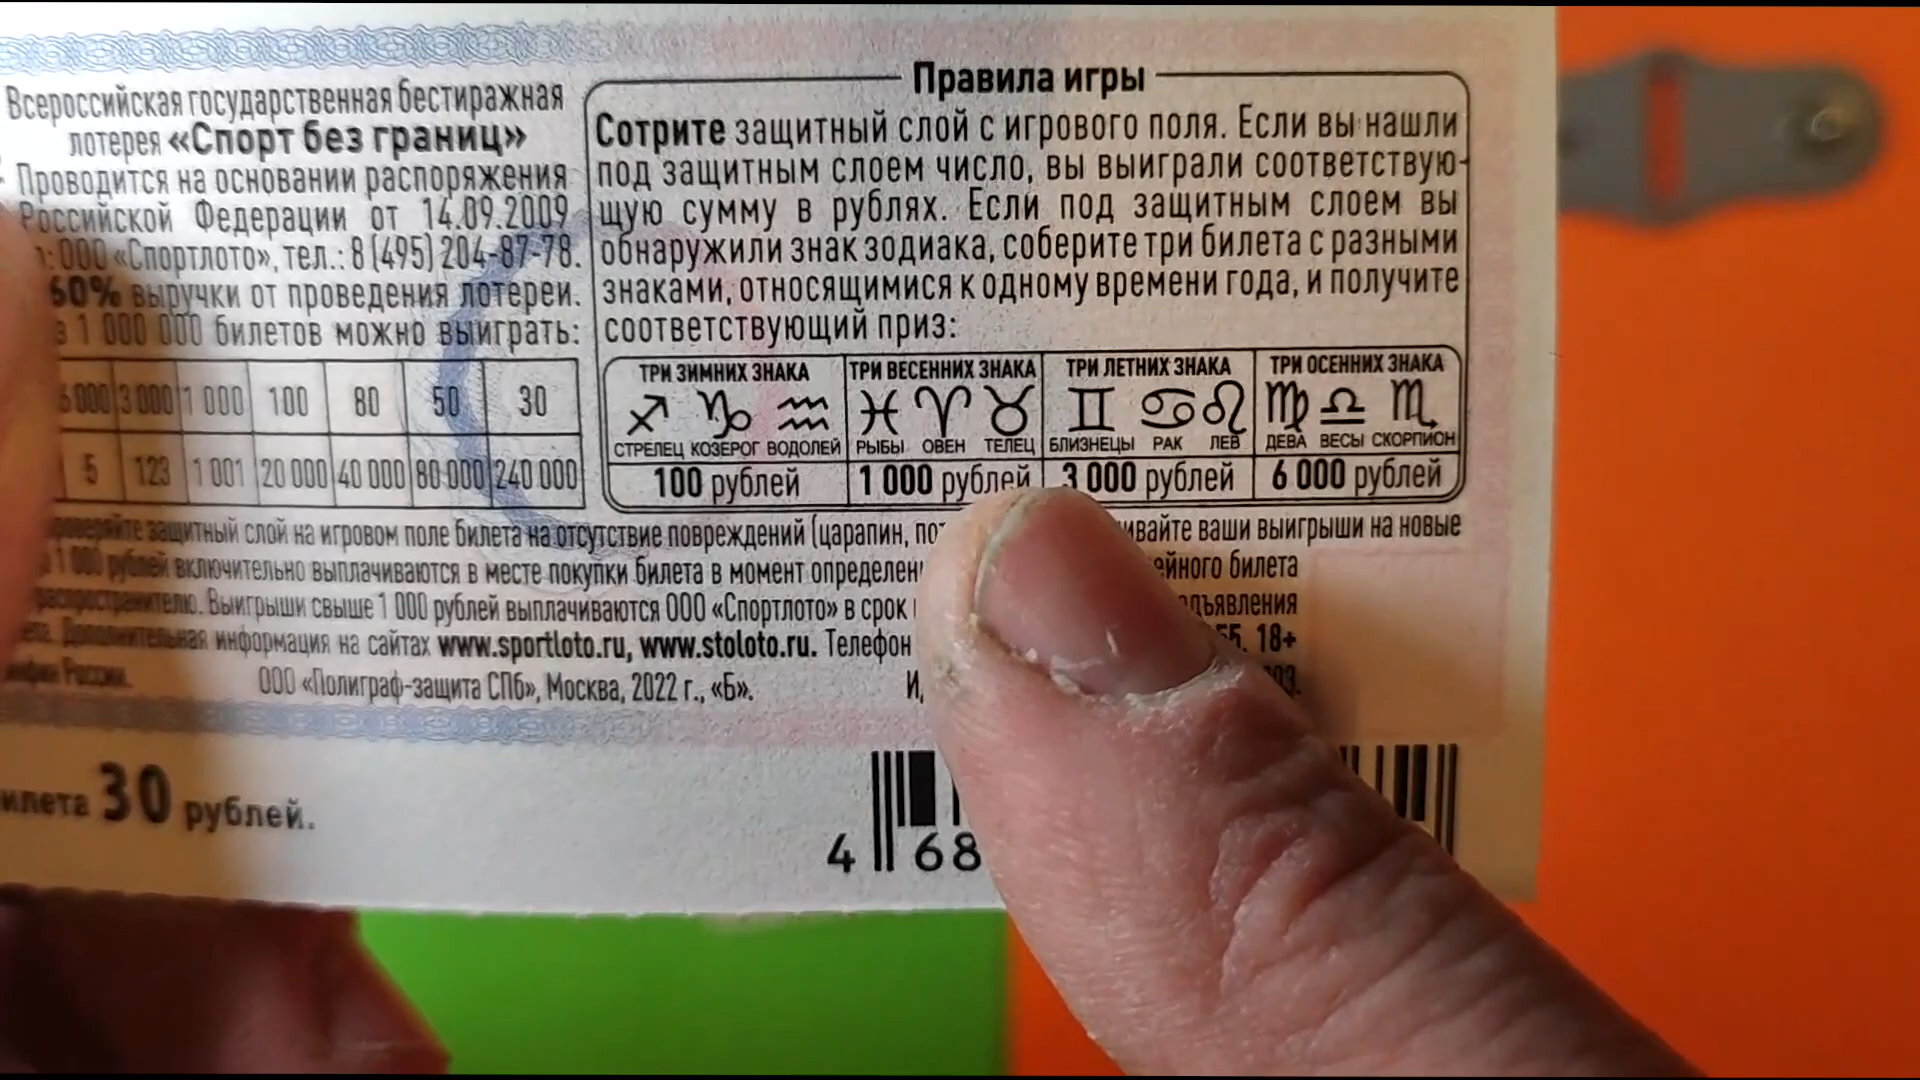 Всероссийская государственная бестиражная
лотерея «Спорт без границ»
Проводится на основании распоряжения
Российской Федерации от 14.09.2009
ООО «Спортлото», тел.: 8 (495) 204-87-78.
50% выручки от проведения лотереи.
1 000 000 билетов можно выиграть:
6 000 3 000 1 000 100 80 50 30
5 123 1 001 20 000 40 000 80 000 240 000
Правила игры
Сотрите защитный слой с игрового поля. Если вы нашли
под защитным слоем число, вы выиграли соответствую-
щую сумму в рублях. Если под защитным слоем вы
обнаружили знак зодиака, соберите три билета с разными
знаками, относящимися к одному времени года, и получите
соответствующий приз:
ТРИ ЗИМНИХ ЗНАКА ТРИ ВЕСЕННИХ ЗНАКА ТРИ ЛЕТНИХ ЗНАКА ТРИ ОСЕННИХ ЗНАКА
СТРЕЛЕЦ КОЗЕРОГ ВОДОЛЕЙ РЫБЫ ОВЕН ТЕЛЕЦ БЛИЗНЕЦЫ РАК ЛЕВ ДЕВА ВЕСЫ СКОРПИОН
100 рублей 1 000 рублей 3 000 рублей 6 000 рублей
защитный слой на игровом поле билета на отсутствие повреждений (царапин, ваши выигрыши на новые
1 000 рублей включительно выплачиваются в месте покупки билета в момент билета
распространителю. Выигрыши свыше 1 000 рублей выплачиваются ООО «Спортлото» в срок
Дополнительная информация на сайтах www.sportloto.ru, www.stoloto.ru. Телефон 18+
России. ООО «Полиграф-защита СПб», Москва, 2022 г., «Б».
30 рублей.
4 68